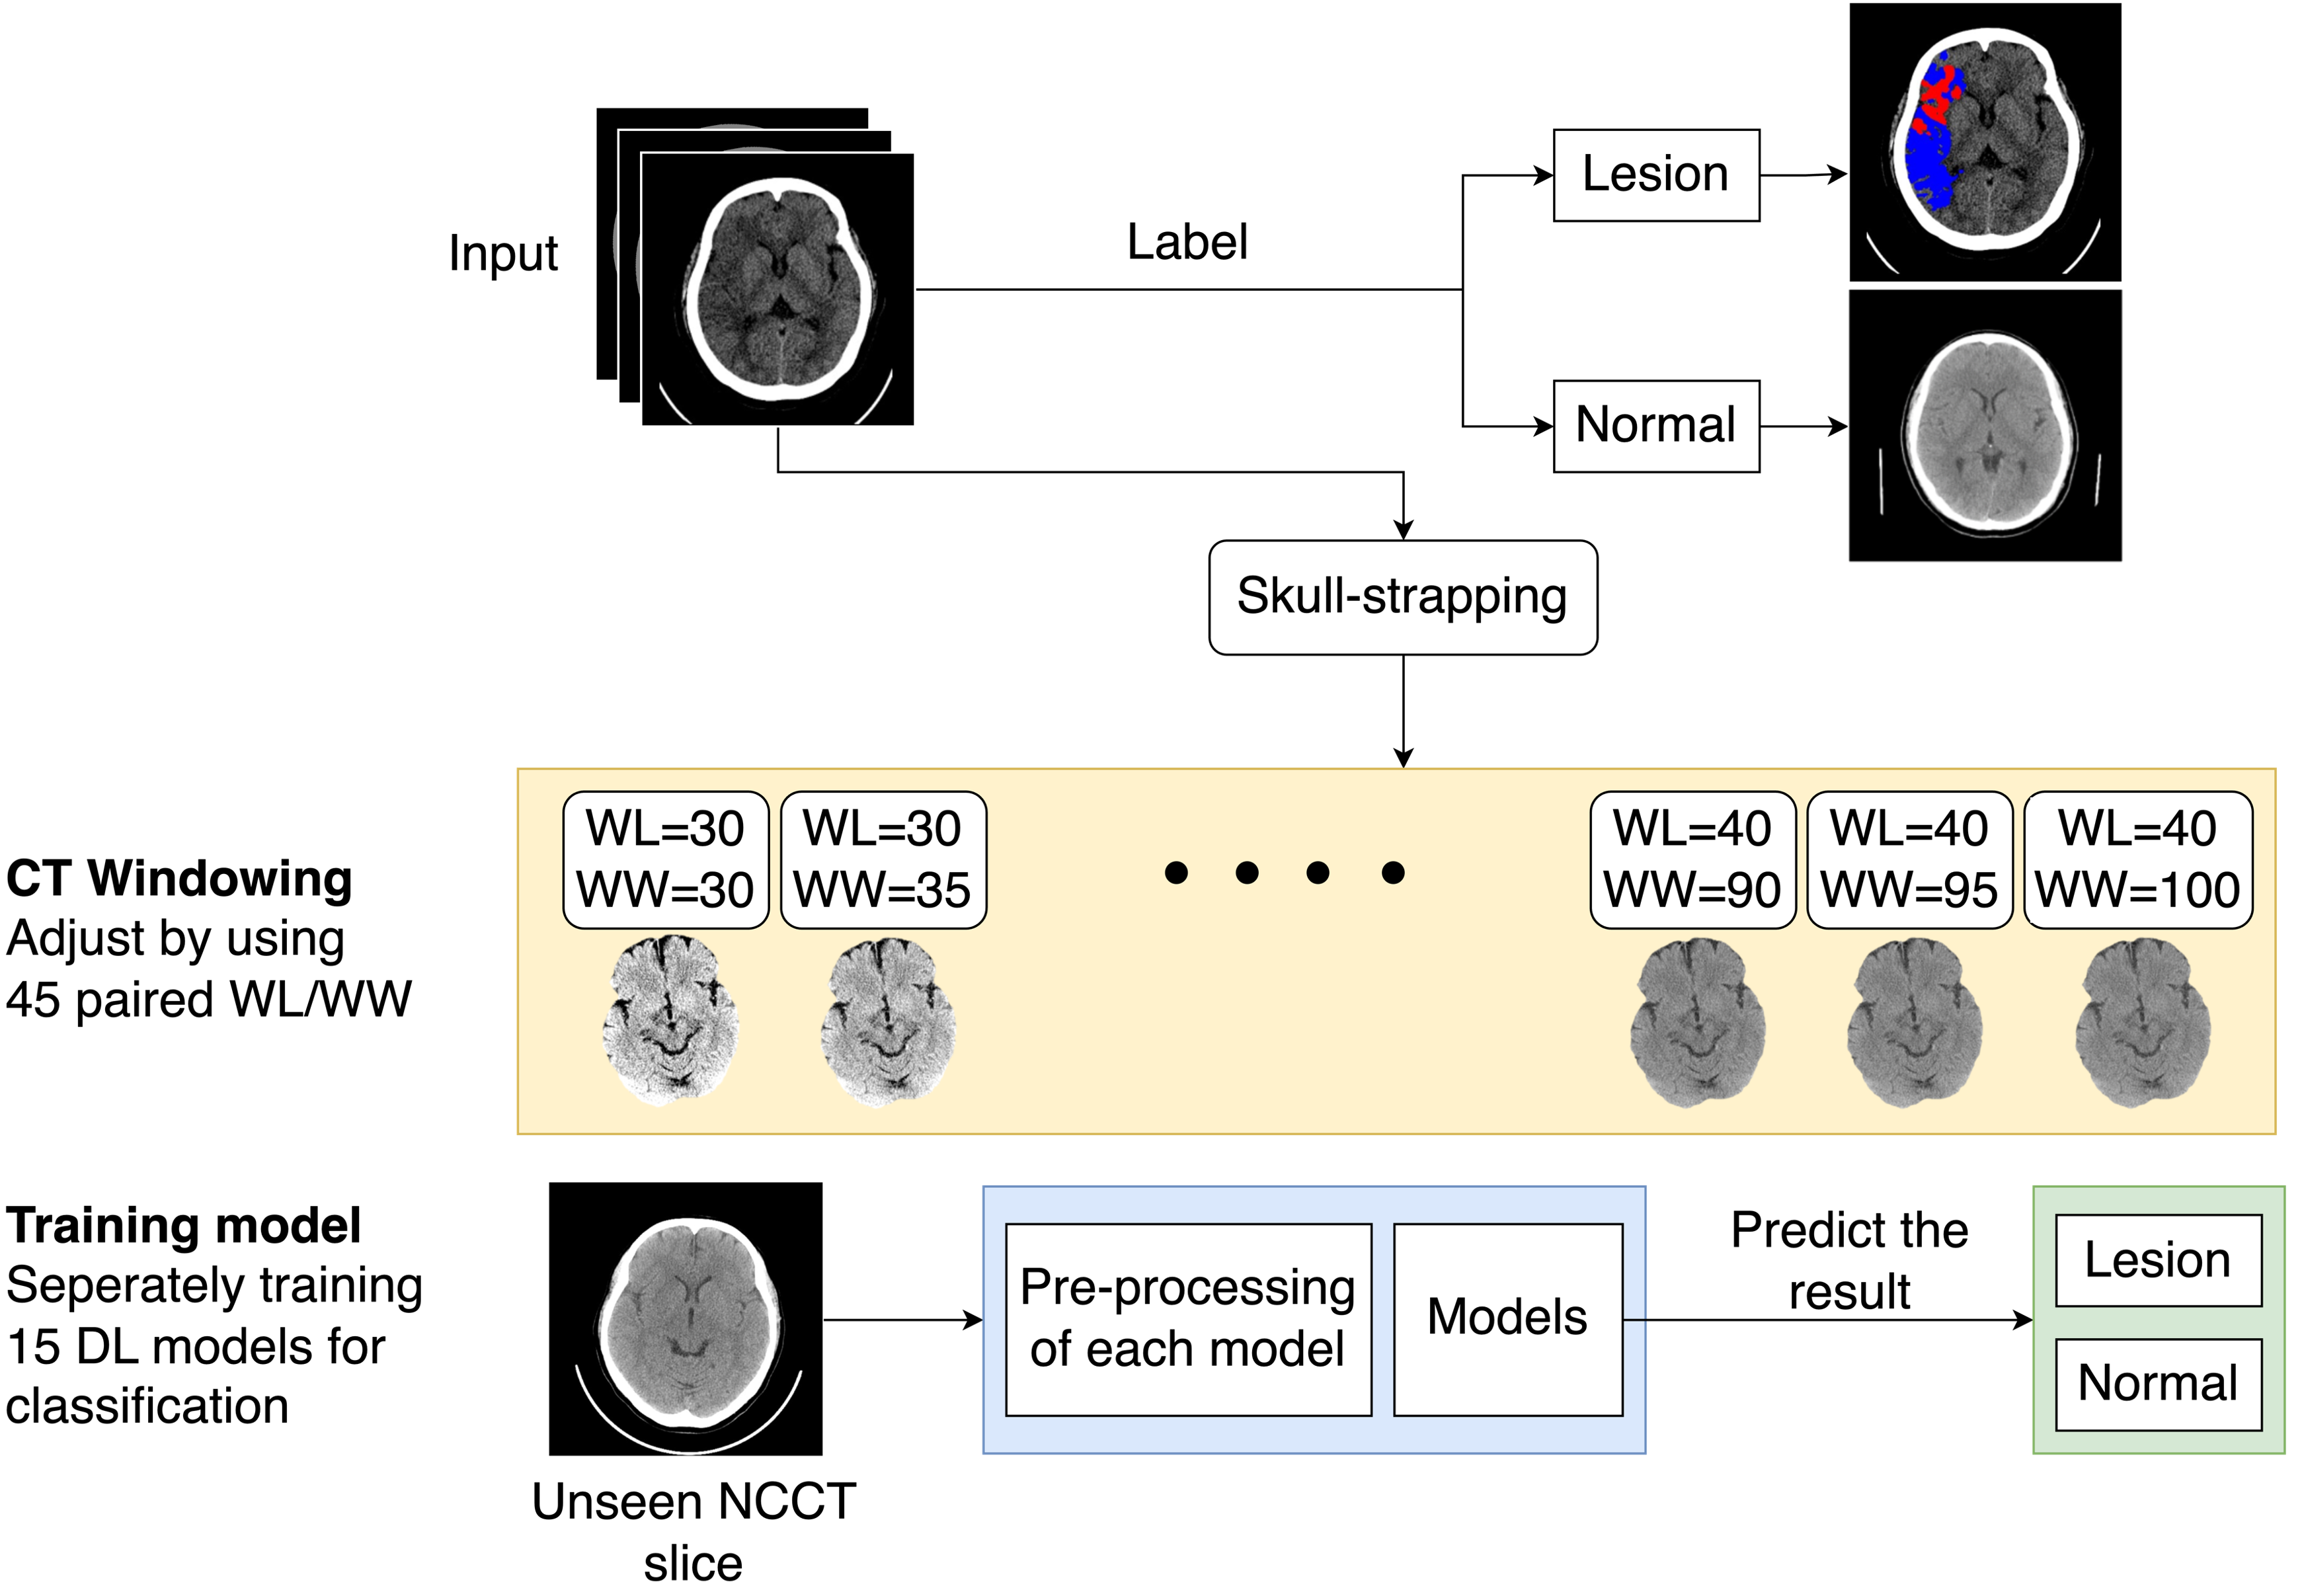 Input
Label
Lesion
Normal
Skull-strapping
CT Windowing
Adjust by using
45 paired WL/WW
WL=30
WW=30
WL=30
WW=35
WL=40
WW=90
WL=40
WW=95
WL=40
WW=100
Training model
Seperately training
15 DL models for
classification
Unseen NCCT
slice
Pre-processing
of each model
Models
Predict the
result
Lesion
Normal